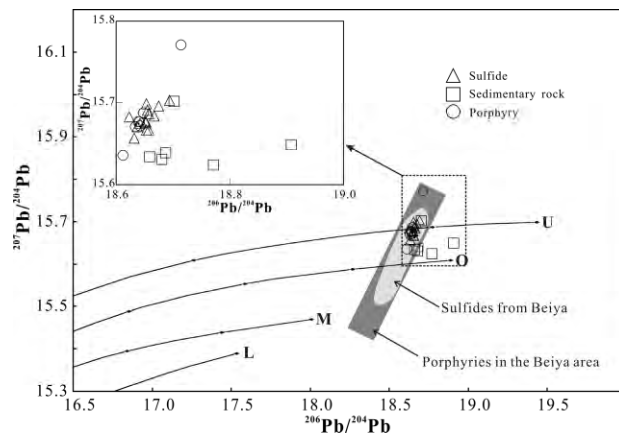 16.1
15.9
15.7
15.5
15.3
²⁰⁷Pb/²⁰⁴Pb
16.5 17.0 17.5 18.0 18.5 19.0 19.5
²⁰⁶Pb/²⁰⁴Pb
15.8
15.7
15.6
²⁰⁷Pb/²⁰⁴Pb
18.6 18.8 19.0
²⁰⁶Pb/²⁰⁴Pb
Sulfide
Sedimentary rock
Porphyry
U
O
M
L
Sulfides from Beiya
Porphyries in the Beiya area